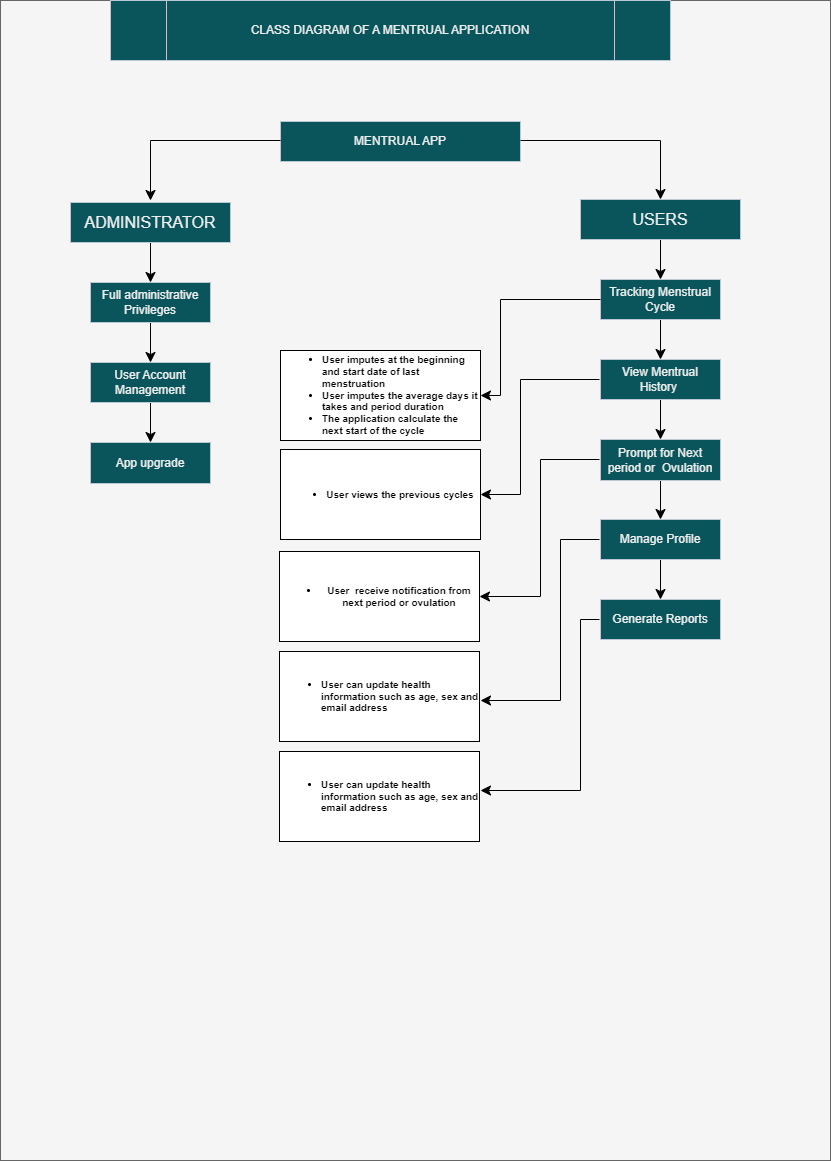 CLASS DIAGRAM OF A MENTRUAL APPLICATION
MENTRUAL APP
ADMINISTRATOR
Full administrative
Privileges
User Account
Management
App upgrade
USERS
Tracking Menstrual
Cycle
View Mentrual
History
Prompt for Next
period or Ovulation
Manage Profile
Generate Reports
• User imputes at the beginning
and start date of last
menstruation
• User imputes the average days it
takes and period duration
• The application calculate the
next start of the cycle
• User views the previous cycles
• User receive notification from
next period or ovulation
• User can update health
information such as age, sex and
email address
• User can update health
information such as age, sex and
email address